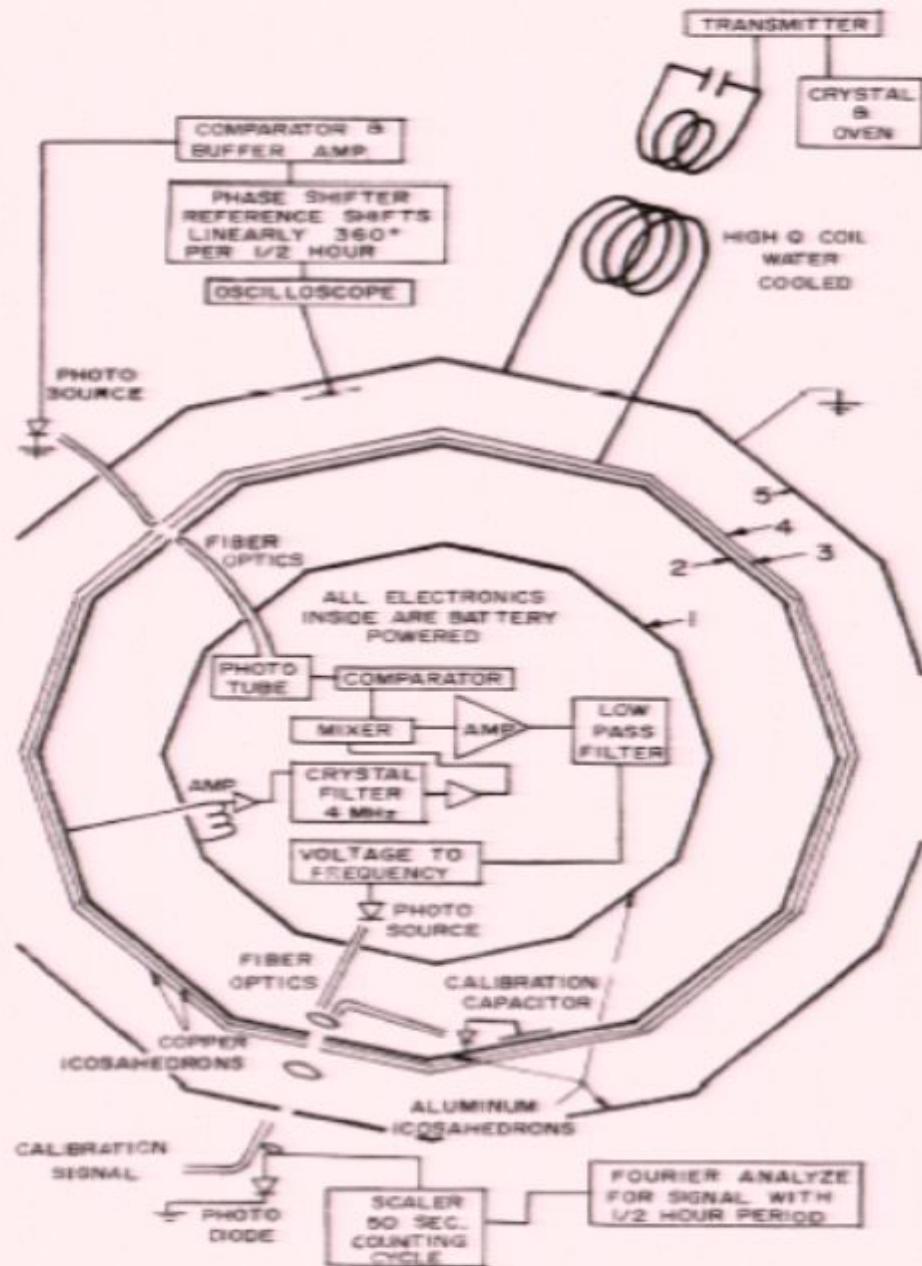 TRANSMITTER
CRYSTAL
&
OVEN
COMPARATOR &
BUFFER AMP.
PHASE SHIFTER
REFERENCE SHIFTS
LINEARLY 360°
PER 1/2 HOUR
OSCILLOSCOPE
HIGH Q COIL
WATER
COOLED
PHOTO
SOURCE
FIBER
OPTICS
5
4
2
3
1
ALL ELECTRONICS
INSIDE ARE BATTERY
POWERED
PHOTO
TUBE
COMPARATOR
MIXER
AMP
LOW
PASS
FILTER
AMP
CRYSTAL
FILTER
4 MHz
VOLTAGE TO
FREQUENCY
PHOTO
SOURCE
FIBER
OPTICS
CALIBRATION
CAPACITOR
COPPER
ICOSAHEDRONS
ALUMINUM
ICOSAHEDRONS
CALIBRATION
SIGNAL
PHOTO
DIODE
SCALER
50 SEC.
COUNTING
CYCLE
FOURIER ANALYZE
FOR SIGNAL WITH
1/2 HOUR PERIOD